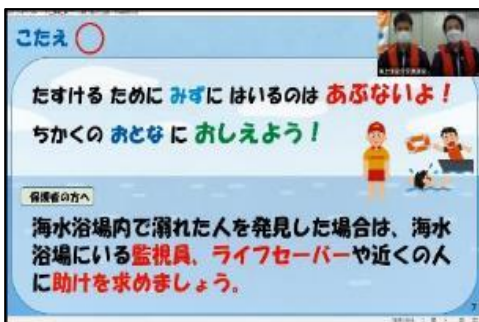 こたえ ○
たすける ために みずに はいるのは あぶないよ！
ちかくの おとな に おしえよう！
保護者の方へ
海水浴場内で溺れた人を発見した場合は、海水
浴場にいる監視員、ライフセーバーや近くの人
に助けを求めましょう。
7